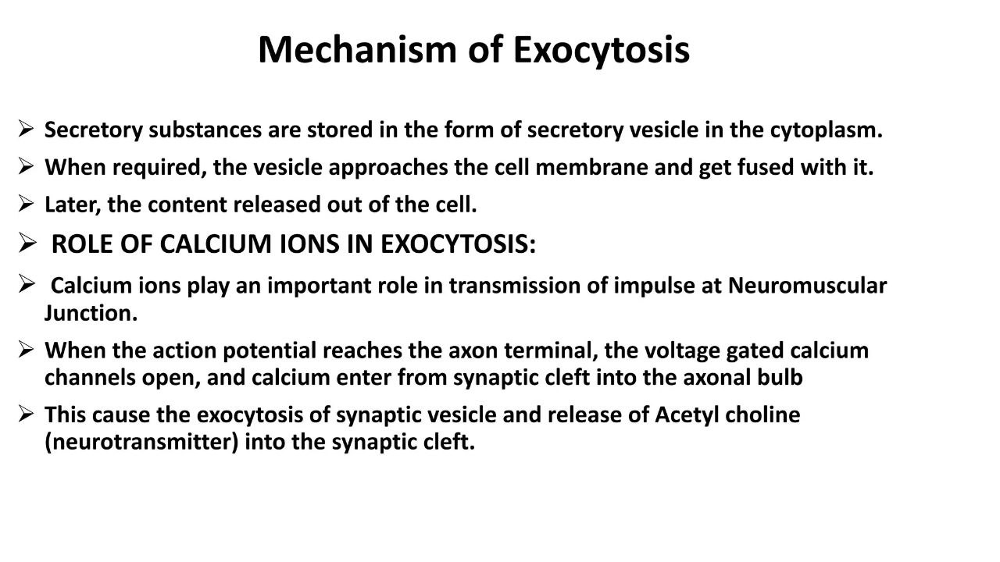 Mechanism of Exocytosis
➢ Secretory substances are stored in the form of secretory vesicle in the cytoplasm.
➢ When required, the vesicle approaches the cell membrane and get fused with it.
➢ Later, the content released out of the cell.
➢ ROLE OF CALCIUM IONS IN EXOCYTOSIS:
➢ Calcium ions play an important role in transmission of impulse at Neuromuscular
Junction.
➢ When the action potential reaches the axon terminal, the voltage gated calcium
channels open, and calcium enter from synaptic cleft into the axonal bulb
➢ This cause the exocytosis of synaptic vesicle and release of Acetyl choline
(neurotransmitter) into the synaptic cleft.